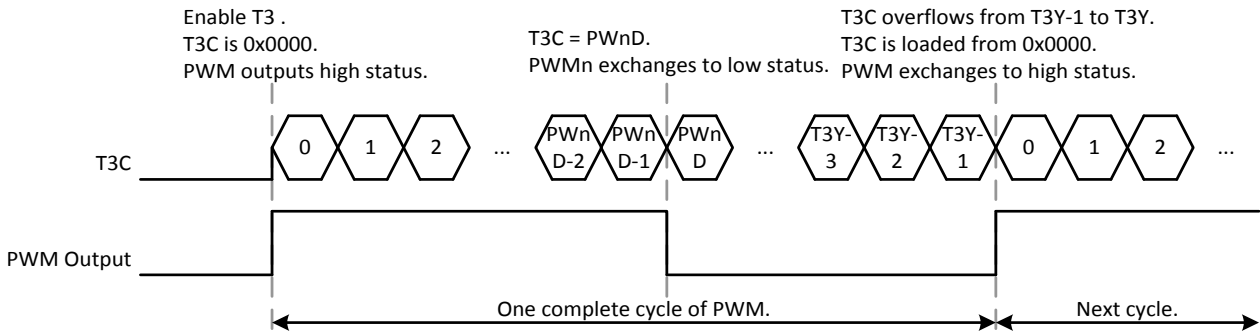 Enable T3 .
T3C is 0x0000.
PWM outputs high status.
T3C = PWnD.
PWMn exchanges to low status.
T3C overflows from T3Y-1 to T3Y.
T3C is loaded from 0x0000.
PWM exchanges to high status.
T3C
0
1
2
...
PWn
D-2
PWn
D-1
PWn
D
...
T3Y-
3
T3Y-
2
T3Y-
1
0
1
2
...
PWM Output
One complete cycle of PWM.
Next cycle.